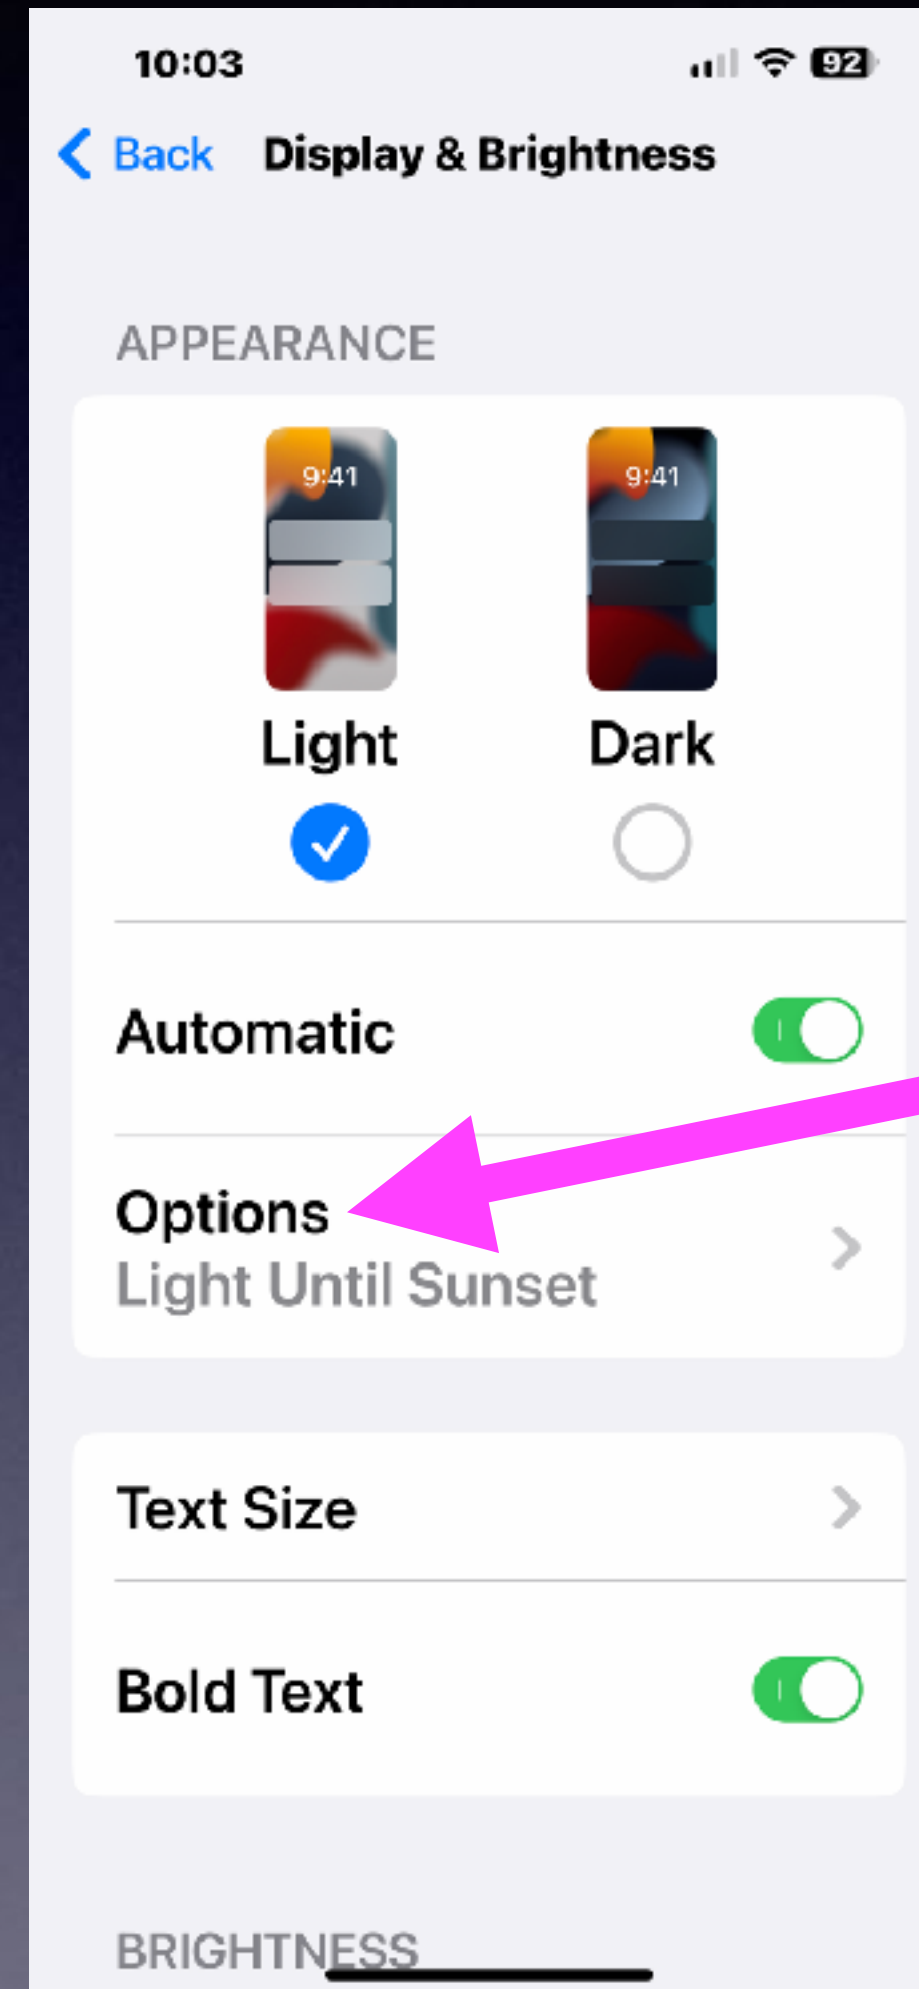 10:03
92
Back Display & Brightness
APPEARANCE
9:41 9:41
Light Dark
Automatic
Options
Light Until Sunset
Text Size
Bold Text
BRIGHTNESS